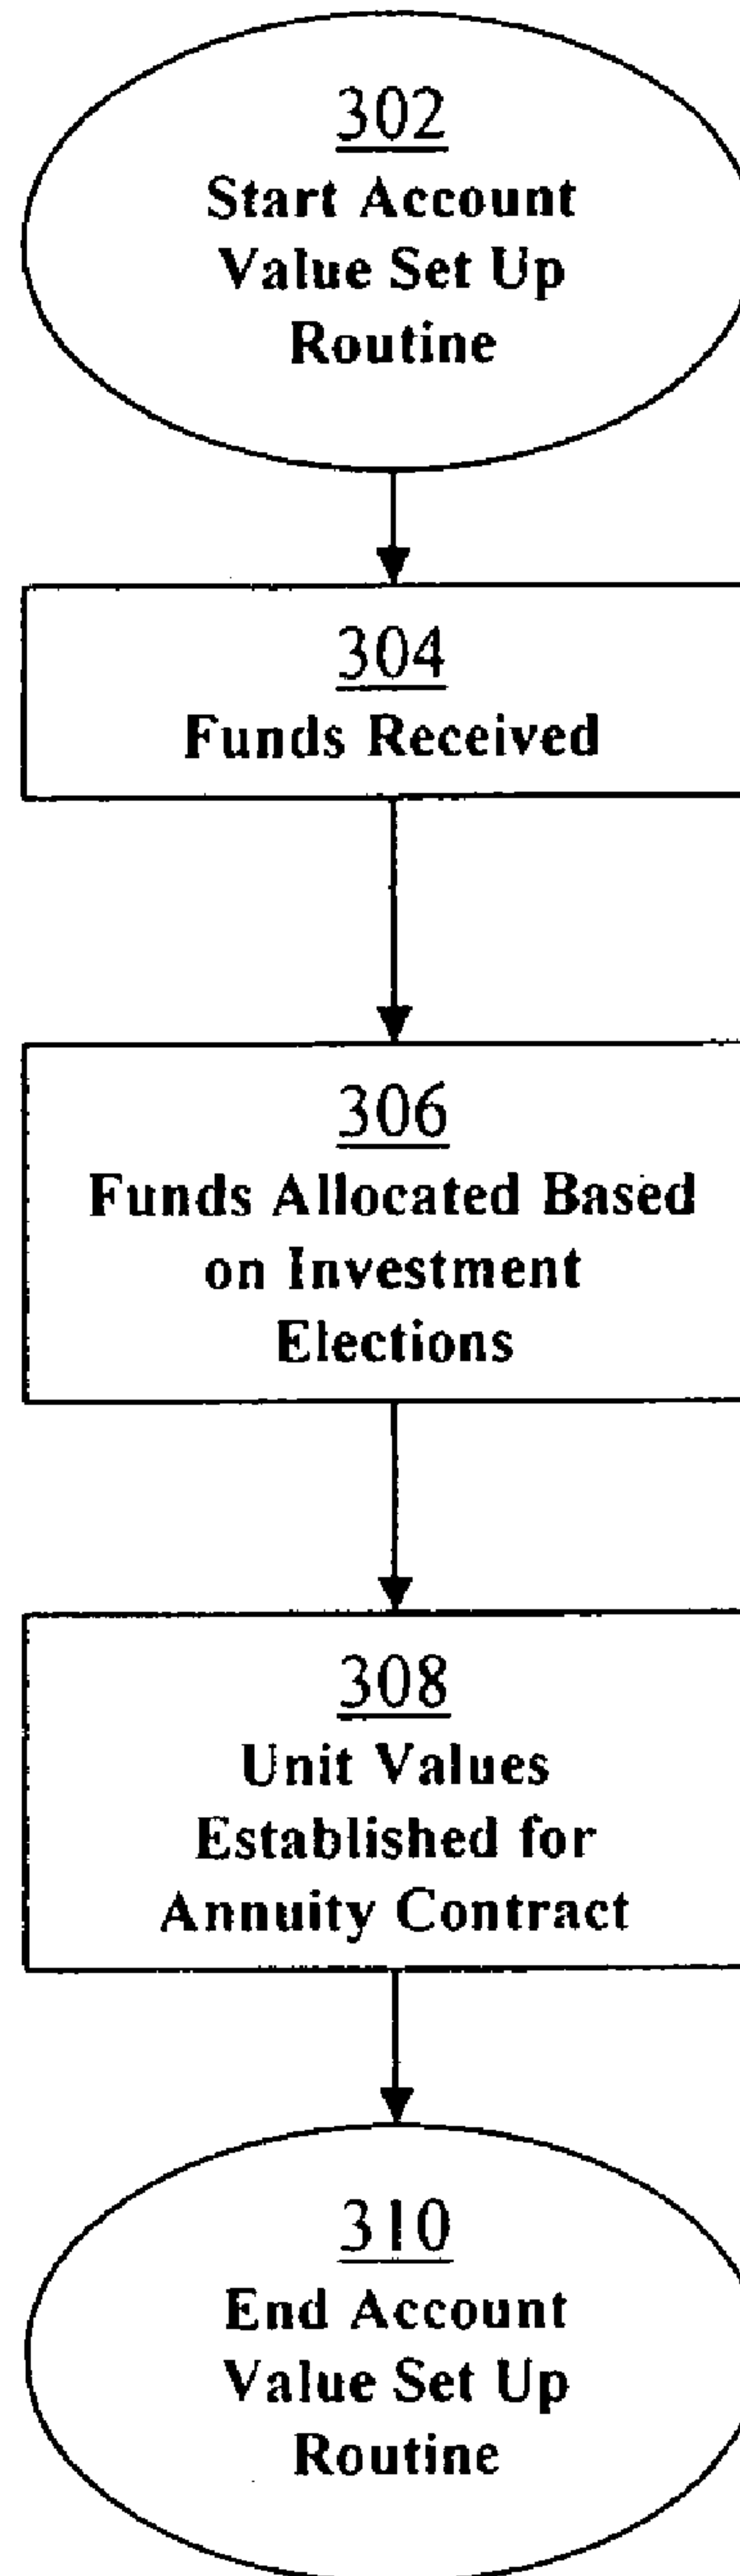 302
Start Account
Value Set Up
Routine
304
Funds Received
306
Funds Allocated Based
on Investment
Elections
308
Unit Values
Established for
Annuity Contract
310
End Account
Value Set Up
Routine